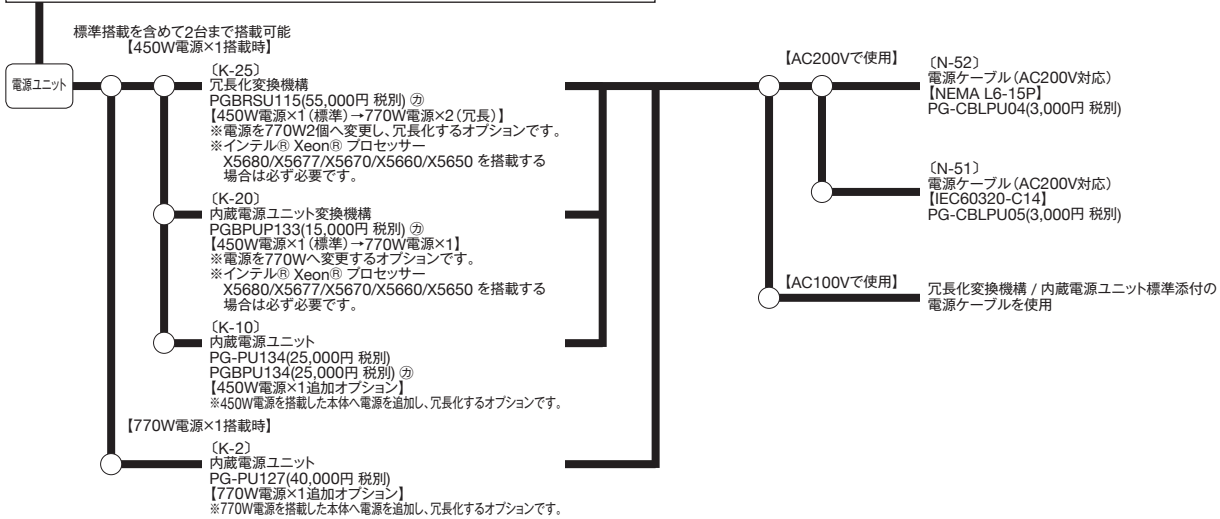 標準搭載を含めて2台まで搭載可能
【450W電源×1搭載時】
電源ユニット
〔K-25〕
冗長化変換機構
PGBRSU115(55,000円 税別) ㋕
【450W電源×1(標準)→770W電源×2(冗長)】
※電源を770W2個へ変更し、冗長化するオプションです。
※インテル® Xeon® プロセッサー
X5680/X5677/X5670/X5660/X5650 を搭載する
場合は必ず必要です。
〔K-20〕
内蔵電源ユニット変換機構
PGBPUP133(15,000円 税別) ㋕
【450W電源×1(標準)→770W電源×1】
※電源を770Wへ変更するオプションです。
※インテル® Xeon® プロセッサー
X5680/X5677/X5670/X5660/X5650 を搭載する
場合は必ず必要です。
〔K-10〕
内蔵電源ユニット
PG-PU134(25,000円 税別)
PGBPU134(25,000円 税別) ㋕
【450W電源×1追加オプション】
※450W電源を搭載した本体へ電源を追加し、冗長化するオプションです。
【770W電源×1搭載時】
〔K-2〕
内蔵電源ユニット
PG-PU127(40,000円 税別)
【770W電源×1追加オプション】
※770W電源を搭載した本体へ電源を追加し、冗長化するオプションです。
【AC200Vで使用】
〔N-52〕
電源ケーブル(AC200V対応)
【NEMA L6-15P】
PG-CBLPU04(3,000円 税別)
〔N-51〕
電源ケーブル(AC200V対応)
【IEC60320-C14】
PG-CBLPU05(3,000円 税別)
【AC100Vで使用】
冗長化変換機構 / 内蔵電源ユニット標準添付の
電源ケーブルを使用